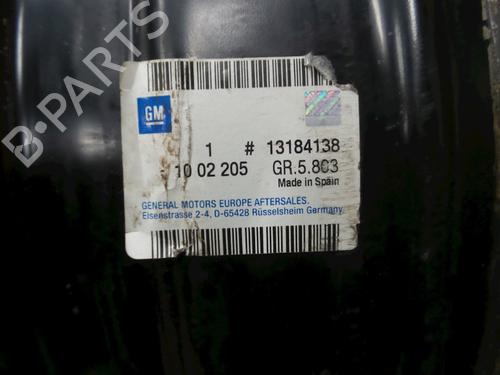 B-PARTS
GM
1 # 13184138
10 02 205 GR.5.803
Made in Spain
GENERAL MOTORS EUROPE AFTERSALES.
Eisenstrasse 2-4, D-65428 Rüsselsheim Germany